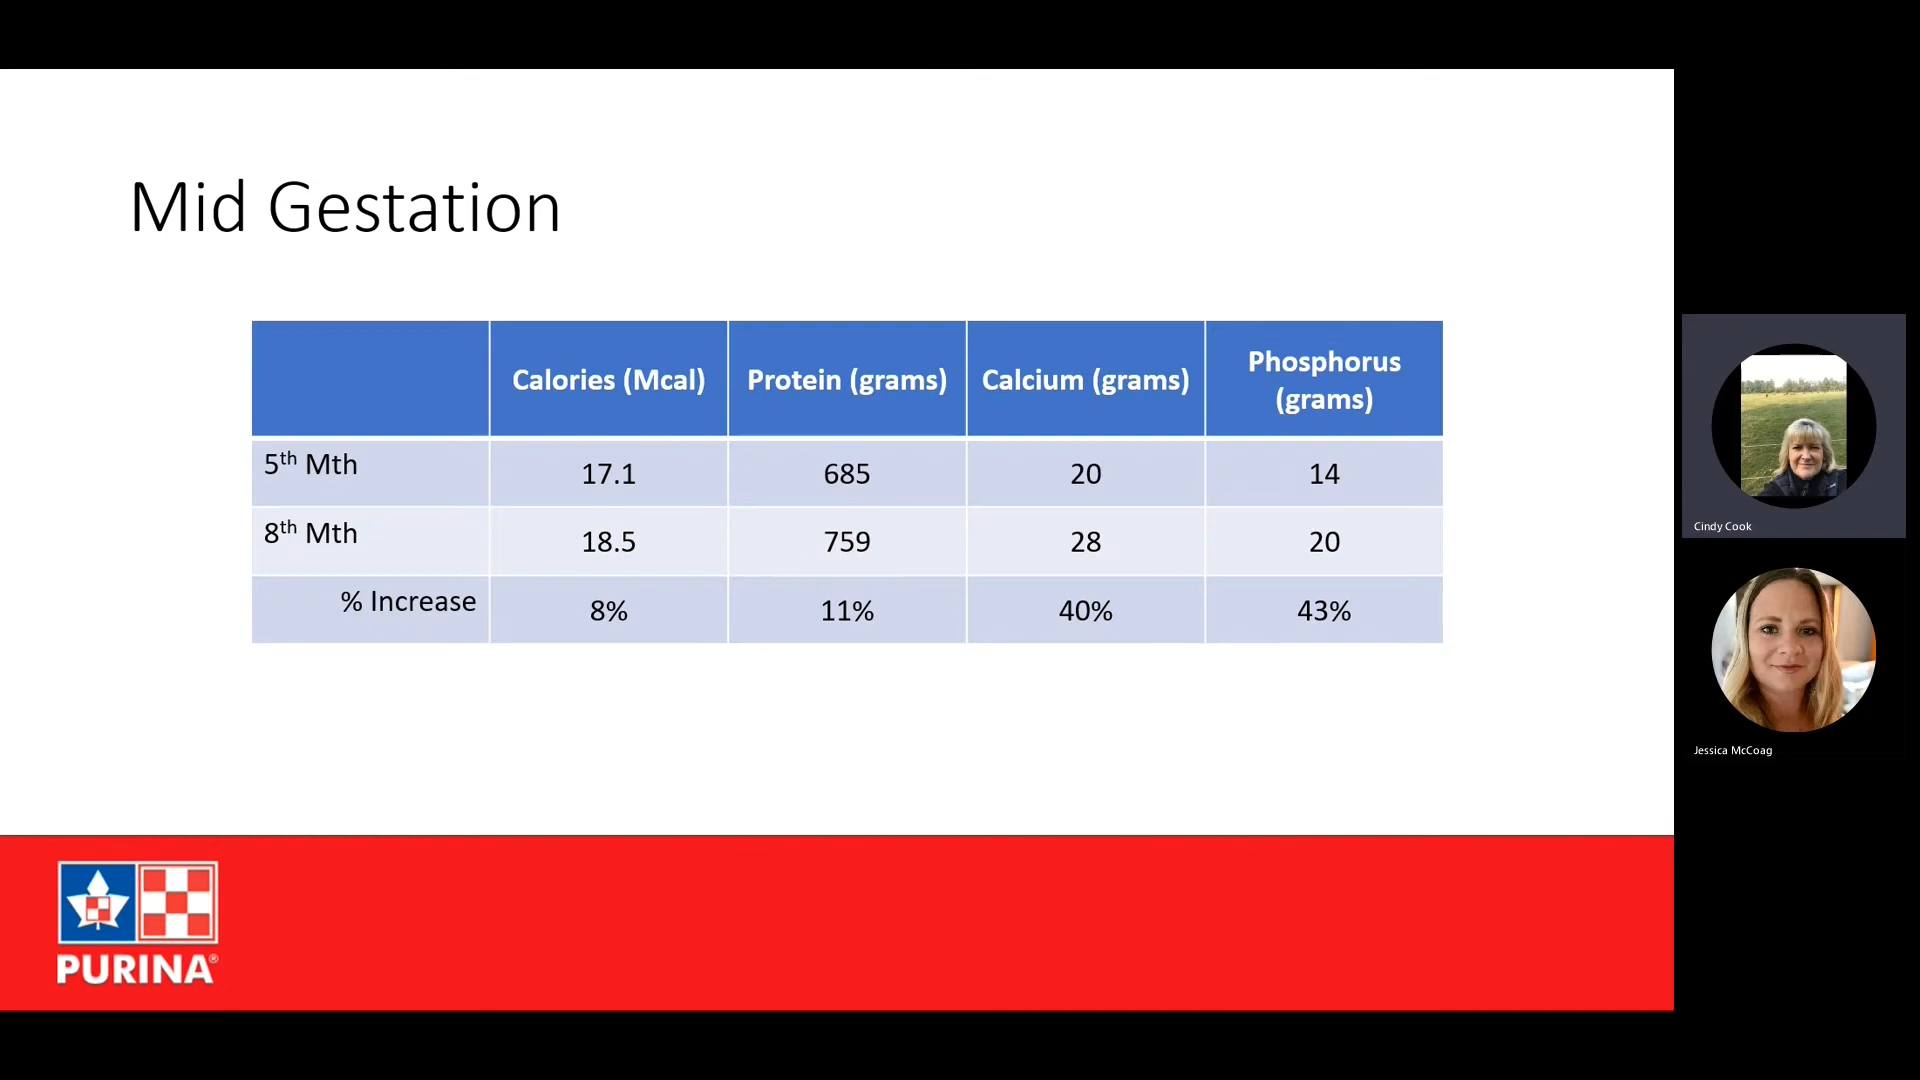 Mid Gestation
Calories (Mcal) Protein (grams) Calcium (grams) Phosphorus (grams)
5th Mth 17.1 685 20 14
8th Mth 18.5 759 28 20
% Increase 8% 11% 40% 43%
PURINA®
Cindy Cook
Jessica McCoag